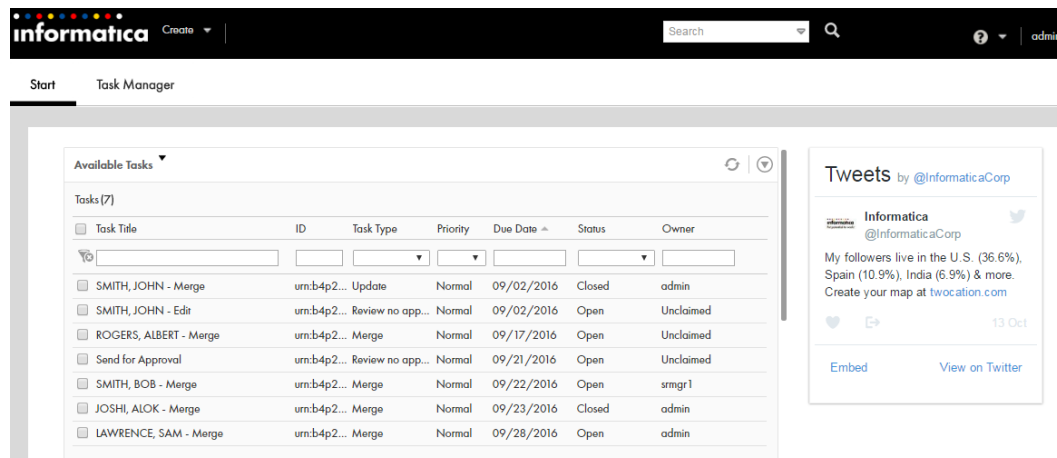 informatica Create Search admin
Start Task Manager
Available Tasks
Tasks (7)
Task Title ID Task Type Priority Due Date Status Owner
SMITH, JOHN - Merge urn:b4p2... Update Normal 09/02/2016 Closed admin
SMITH, JOHN - Edit urn:b4p2... Review no app... Normal 09/02/2016 Open Unclaimed
ROGERS, ALBERT - Merge urn:b4p2... Merge Normal 09/17/2016 Open Unclaimed
Send for Approval urn:b4p2... Review no app... Normal 09/21/2016 Open Unclaimed
SMITH, BOB - Merge urn:b4p2... Merge Normal 09/22/2016 Open srmgr1
JOSHI, ALOK - Merge urn:b4p2... Merge Normal 09/23/2016 Closed admin
LAWRENCE, SAM - Merge urn:b4p2... Merge Normal 09/28/2016 Open admin
Tweets by @InformaticaCorp
Informatica
@InformaticaCorp
My followers live in the U.S. (36.6%),
Spain (10.9%), India (6.9%) & more.
Create your map at twocation.com
13 Oct
Embed View on Twitter